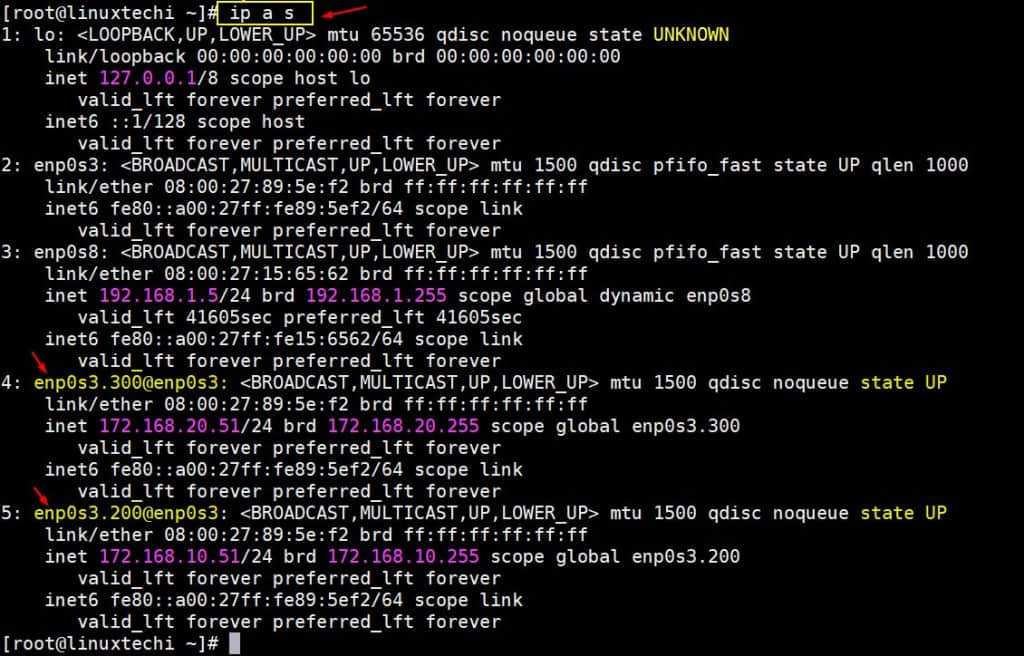 [root@linuxtechi ~]# ip a s
1: lo: <LOOPBACK,UP,LOWER_UP> mtu 65536 qdisc noqueue state UNKNOWN
link/loopback 00:00:00:00:00:00 brd 00:00:00:00:00:00
inet 127.0.0.1/8 scope host lo
valid_lft forever preferred_lft forever
inet6 ::1/128 scope host
valid_lft forever preferred_lft forever
2: enp0s3: <BROADCAST,MULTICAST,UP,LOWER_UP> mtu 1500 qdisc pfifo_fast state UP qlen 1000
link/ether 08:00:27:89:5e:f2 brd ff:ff:ff:ff:ff:ff
inet6 fe80::a00:27ff:fe89:5ef2/64 scope link
valid_lft forever preferred_lft forever
3: enp0s8: <BROADCAST,MULTICAST,UP,LOWER_UP> mtu 1500 qdisc pfifo_fast state UP qlen 1000
link/ether 08:00:27:15:65:62 brd ff:ff:ff:ff:ff:ff
inet 192.168.1.5/24 brd 192.168.1.255 scope global dynamic enp0s8
valid_lft 41605sec preferred_lft 41605sec
inet6 fe80::a00:27ff:fe15:6562/64 scope link
valid_lft forever preferred_lft forever
4: enp0s3.300@enp0s3: <BROADCAST,MULTICAST,UP,LOWER_UP> mtu 1500 qdisc noqueue state UP
link/ether 08:00:27:89:5e:f2 brd ff:ff:ff:ff:ff:ff
inet 172.168.20.51/24 brd 172.168.20.255 scope global enp0s3.300
valid_lft forever preferred_lft forever
inet6 fe80::a00:27ff:fe89:5ef2/64 scope link
valid_lft forever preferred_lft forever
5: enp0s3.200@enp0s3: <BROADCAST,MULTICAST,UP,LOWER_UP> mtu 1500 qdisc noqueue state UP
link/ether 08:00:27:89:5e:f2 brd ff:ff:ff:ff:ff:ff
inet 172.168.10.51/24 brd 172.168.10.255 scope global enp0s3.200
valid_lft forever preferred_lft forever
inet6 fe80::a00:27ff:fe89:5ef2/64 scope link
valid_lft forever preferred_lft forever
[root@linuxtechi ~]#